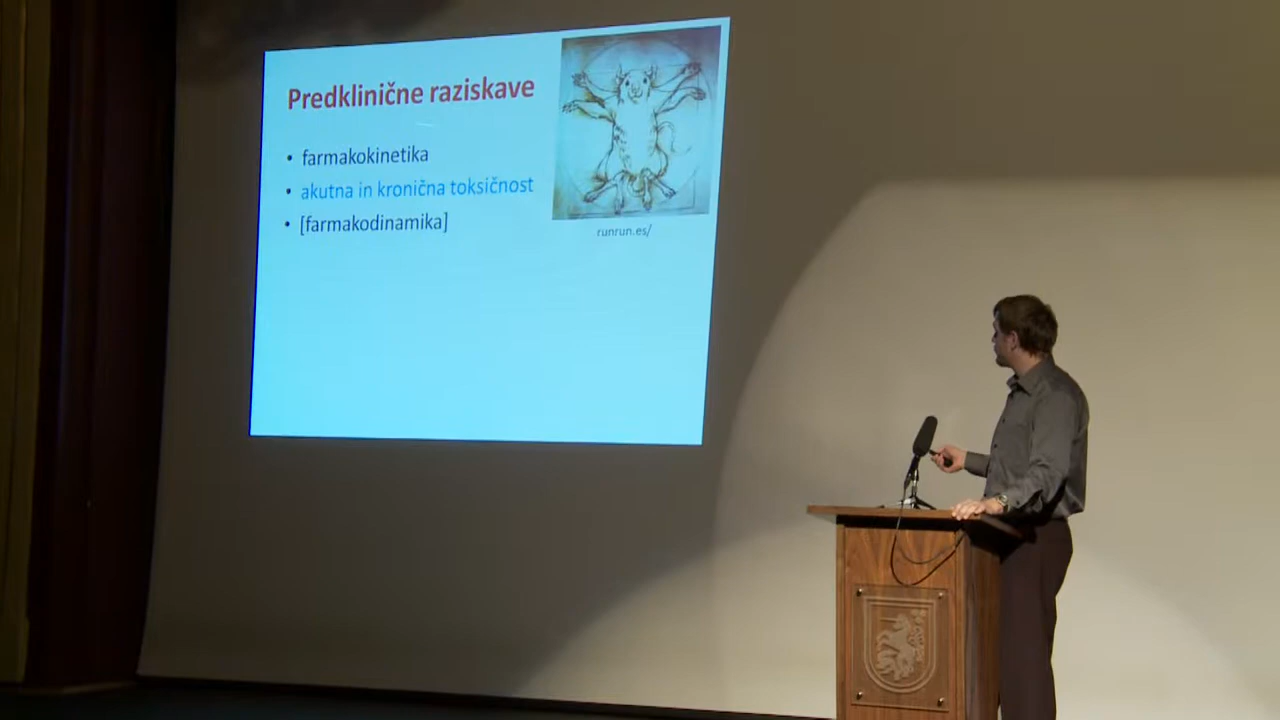 Predklinične raziskave
• farmakokinetika
• akutna in kronična toksičnost
• [farmakodinamika]
runrun.es/